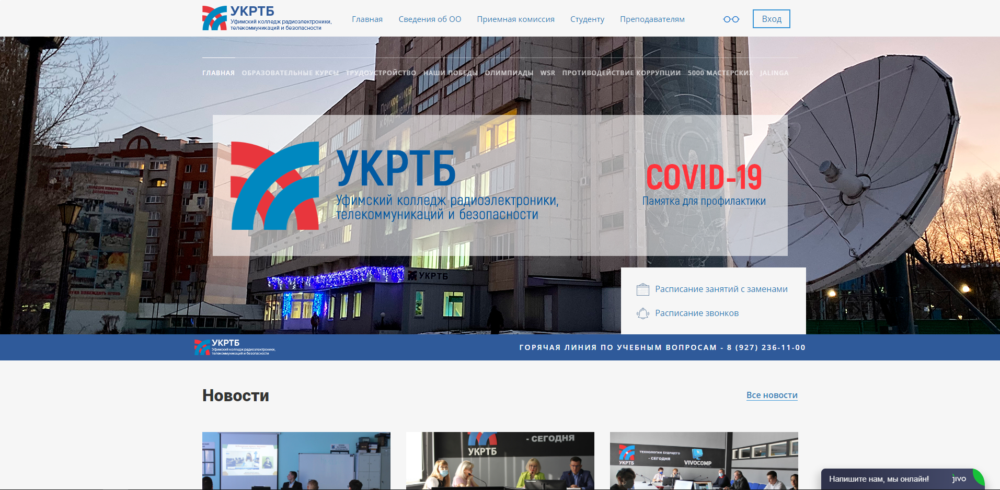 УКРТБ
Уфимский колледж радиоэлектроники,
телекоммуникаций и безопасности
Главная Сведения об ОО Приемная комиссия Студенту Преподавателям
Вход
ГЛАВНАЯ ОБРАЗОВАТЕЛЬНЫЕ КУРСЫ ТРУДОУСТРОЙСТВО НАШИ ПОБЕДЫ ОЛИМПИАДЫ WSR ПРОТИВОДЕЙСТВИЕ КОРРУПЦИИ 5000 МАСТЕРСКИХ JALINGA
Прикоснись
к будущему
УКРТБ
Уфимский колледж радиоэлектроники,
телекоммуникаций и безопасности
COVID-19
Памятка для профилактики
УКРТБ
Расписание занятий с заменами
Расписание звонков
УКРТБ
Уфимский колледж радиоэлектроники,
телекоммуникаций и безопасности
ГОРЯЧАЯ ЛИНИЯ ПО УЧЕБНЫМ ВОПРОСАМ - 8 (927) 236-11-00
Новости
Все новости
УКРТБ
- СЕГОДНЯ
УКРТБ
ТЕХНОЛОГИИ БУДУЩЕГО
- СЕГОДНЯ
VIVOCOMP
Напишите нам, мы онлайн!
jivo